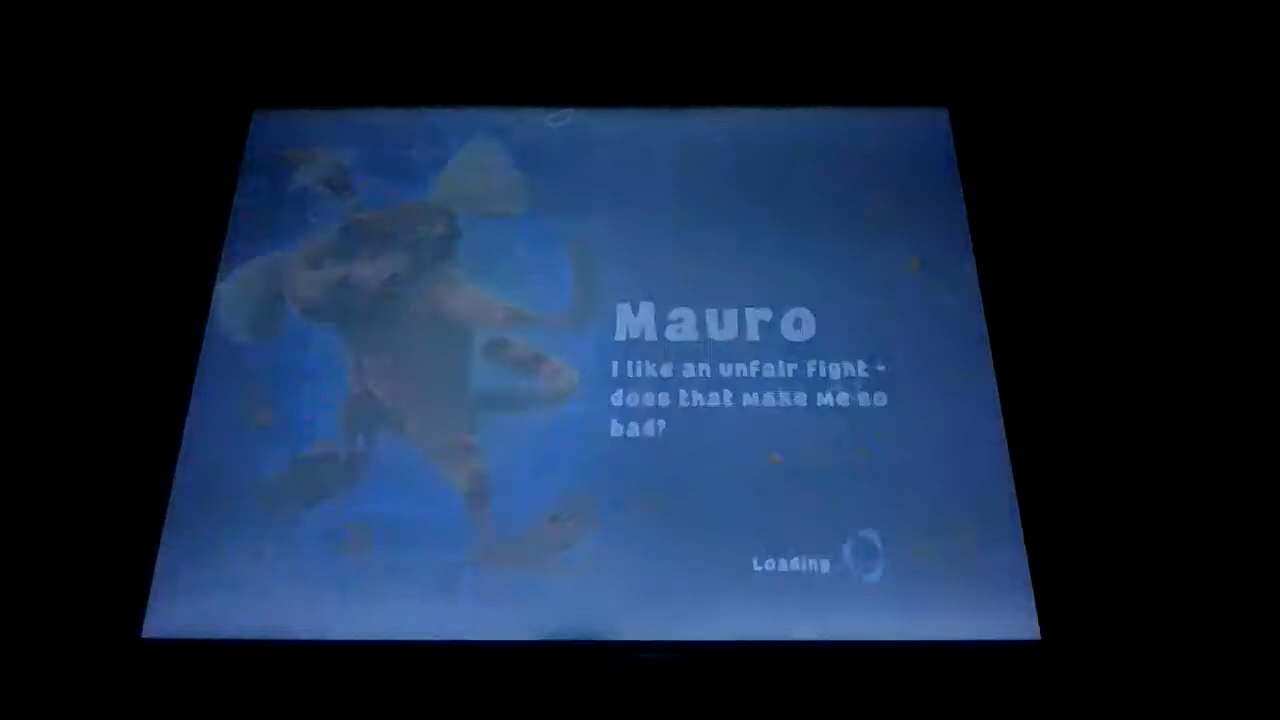 Mauro
I like an unfair fight -
does that make me so
bad?
Loading